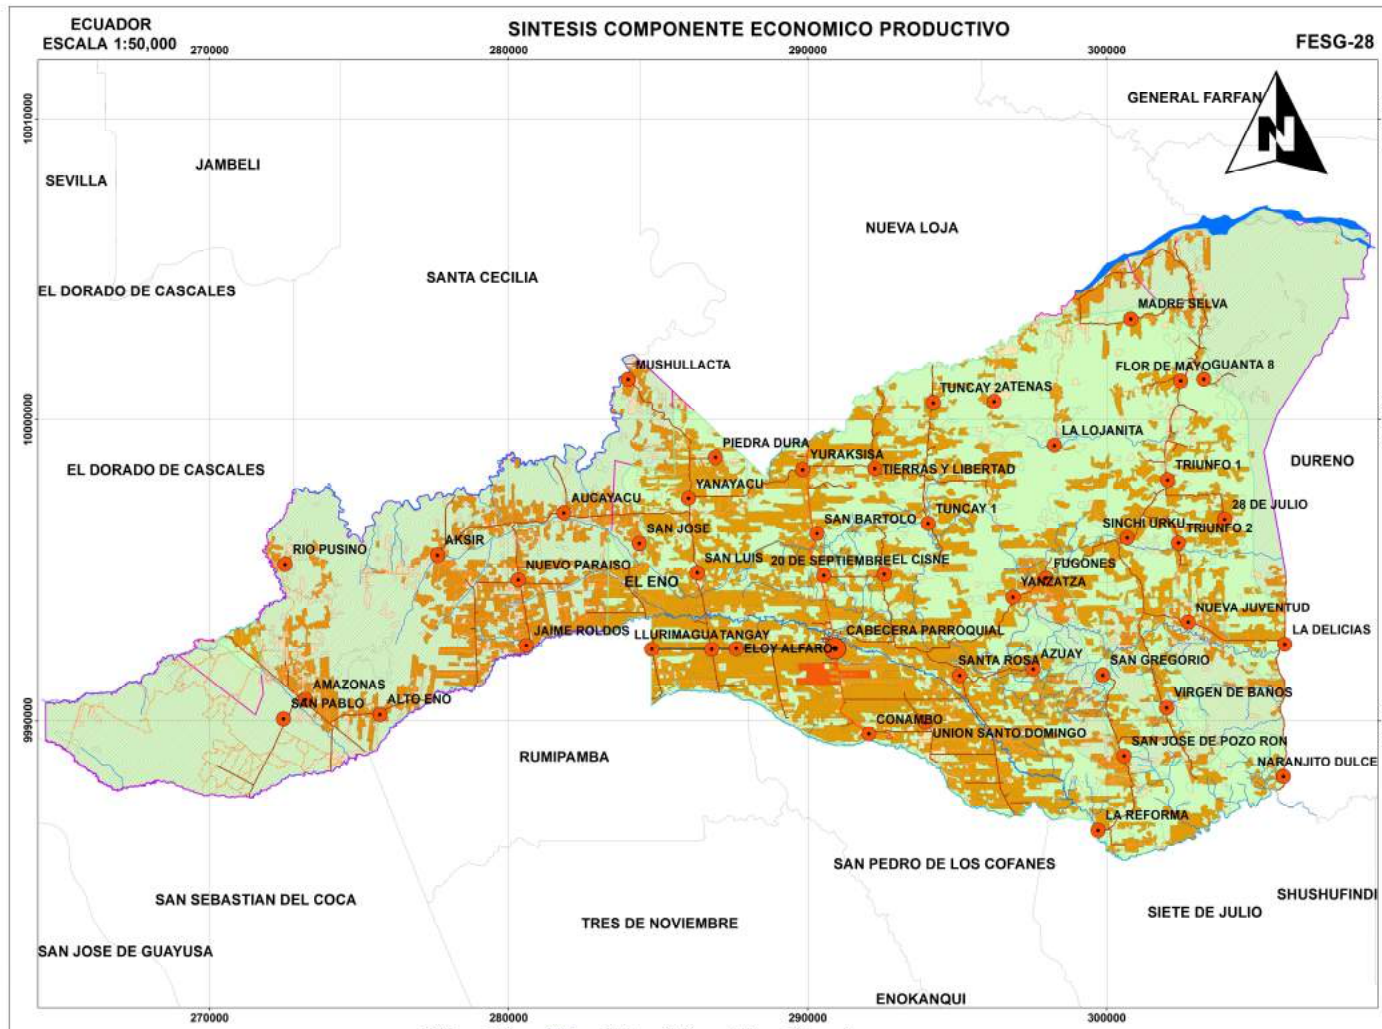 ECUADOR
ESCALA 1:50,000
SINTESIS COMPONENTE ECONOMICO PRODUCTIVO
FESG-28
270000
280000
290000
300000
10010000
GENERAL FARFAN
N
JAMBELI
SEVILLA
NUEVA LOJA
SANTA CECILIA
EL DORADO DE CASCALES
MADRE SELVA
MUSHULLACTA
FLOR DE MAYO
GUANTA 8
TUNCAY 2
ATENAS
10000000
LA LOJANITA
PIEDRA DURA
YURAKSISA
TIERRAS Y LIBERTAD
TRIUNFO 1
DURENO
EL DORADO DE CASCALES
YANAYACU
AUCAYACU
28 DE JULIO
SAN BARTOLO
TUNCAY 1
SINCHI URKU
TRIUNFO 2
SAN JOSE
RIO PUSINO
AKSIR
SAN LUIS
20 DE SEPTIEMBRE
EL CISNE
FUGONES
NUEVO PARAISO
EL ENO
YANZATZA
NUEVA JUVENTUD
LA DELICIAS
JAIME ROLDOS
LLURIMAGUA
TANGAY
ELOY ALFARO
CABECERA PARROQUIAL
AZUAY
SANTA ROSA
SAN GREGORIO
AMAZONAS
SAN PABLO
ALTO ENO
VIRGEN DE BAÑOS
9990000
CONAMBO
UNION SANTO DOMINGO
SAN JOSE DE POZO RON
RUMIPAMBA
NARANJITO DULCE
LA REFORMA
SAN PEDRO DE LOS COFANES
SHUSHUFINDI
SAN SEBASTIAN DEL COCA
SIETE DE JULIO
TRES DE NOVIEMBRE
SAN JOSE DE GUAYUSA
ENOKANQUI
270000
280000
290000
300000